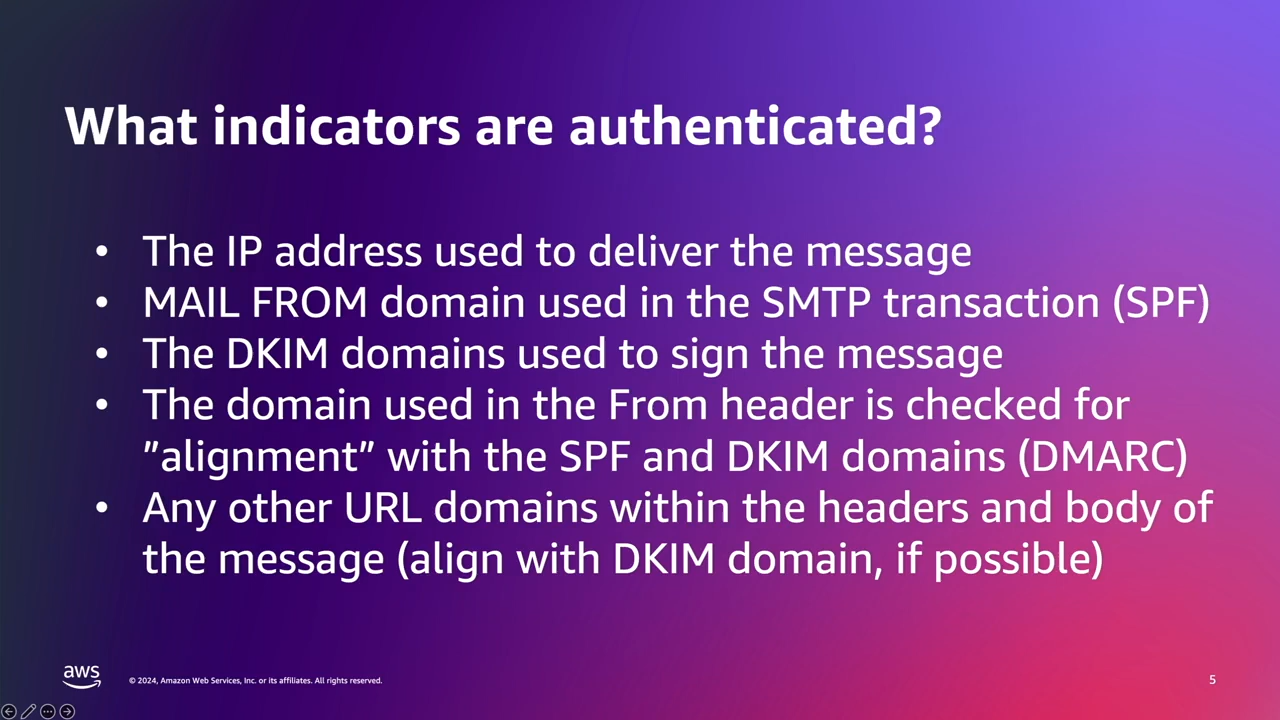 What indicators are authenticated?
• The IP address used to deliver the message
• MAIL FROM domain used in the SMTP transaction (SPF)
• The DKIM domains used to sign the message
• The domain used in the From header is checked for
”alignment” with the SPF and DKIM domains (DMARC)
• Any other URL domains within the headers and body of
the message (align with DKIM domain, if possible)
aws
© 2024, Amazon Web Services, Inc. or its affiliates. All rights reserved.
5